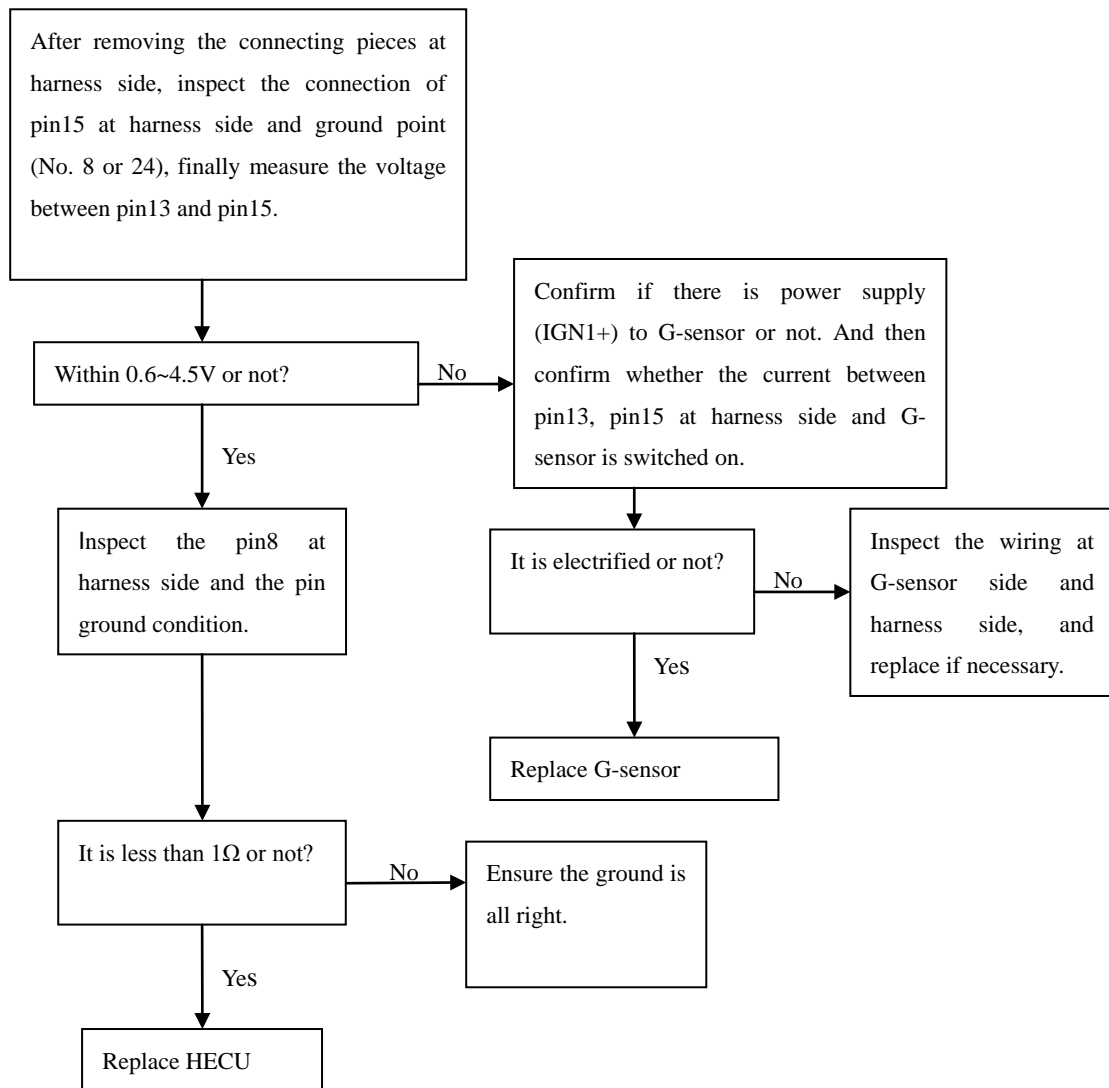 After removing the connecting pieces at
harness side, inspect the connection of
pin15 at harness side and ground point
(No. 8 or 24), finally measure the voltage
between pin13 and pin15.
Confirm if there is power supply
(IGN1+) to G-sensor or not. And then
confirm whether the current between
pin13, pin15 at harness side and G-
sensor is switched on.
Within 0.6~4.5V or not?
No
Yes
Inspect the pin8 at
harness side and the pin
ground condition.
It is electrified or not?
No
Inspect the wiring at
G-sensor side and
harness side, and
replace if necessary.
Yes
Replace G-sensor
It is less than 1Ω or not?
No
Ensure the ground is
all right.
Yes
Replace HECU